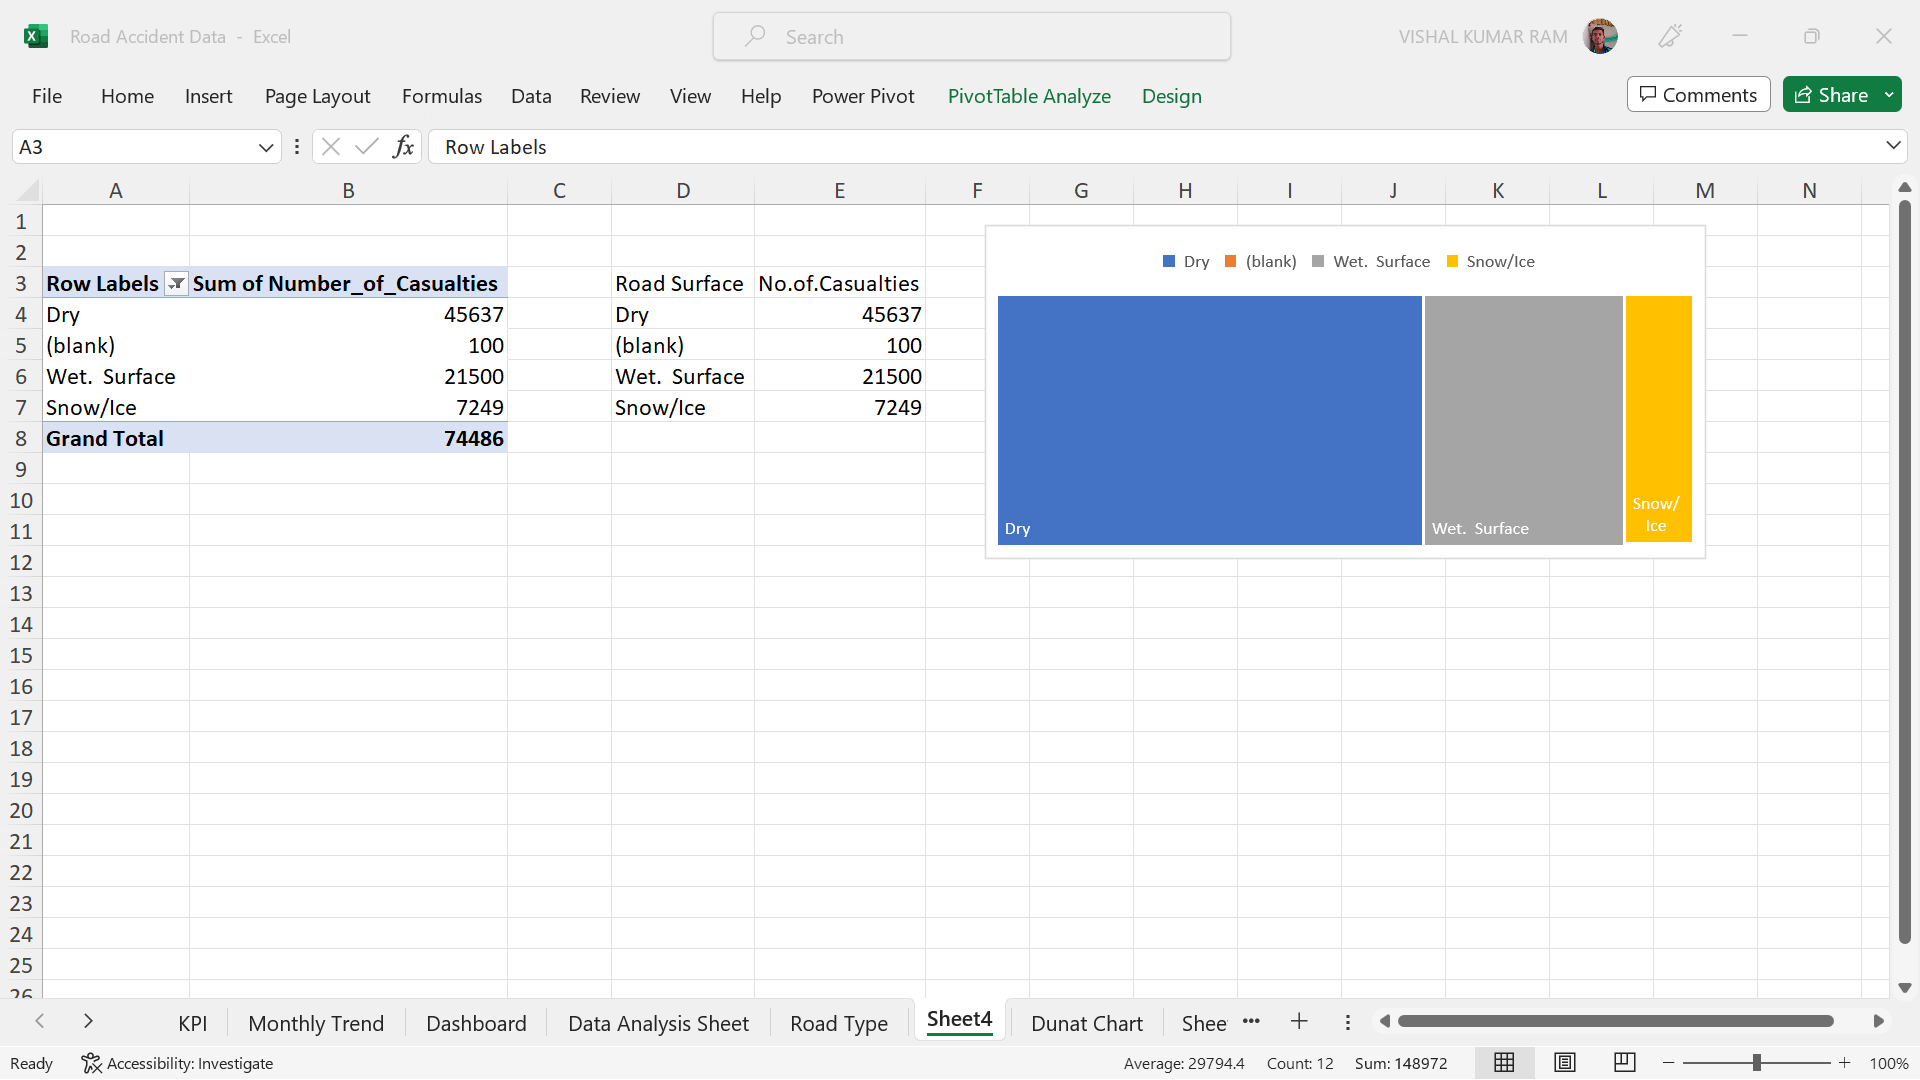 Road Accident Data - Excel
Search
VISHAL KUMAR RAM
File Home Insert Page Layout Formulas Data Review View Help Power Pivot PivotTable Analyze Design
Comments Share
A3 fx Row Labels
A B C D E F G H I J K L M N
1
2
3 Row Labels Sum of Number_of_Casualties Road Surface No.of.Casualties
4 Dry 45637 Dry 45637
5 (blank) 100 (blank) 100
6 Wet. Surface 21500 Wet. Surface 21500
7 Snow/Ice 7249 Snow/Ice 7249
8 Grand Total 74486
9
10
11
12
13
14
15
16
17
18
19
20
21
22
23
24
25
26
Dry (blank) Wet. Surface Snow/Ice
Dry
Wet. Surface
Snow/
Ice
KPI Monthly Trend Dashboard Data Analysis Sheet Road Type Sheet4 Dunat Chart Shee
Ready Accessibility: Investigate Average: 29794.4 Count: 12 Sum: 148972 100%